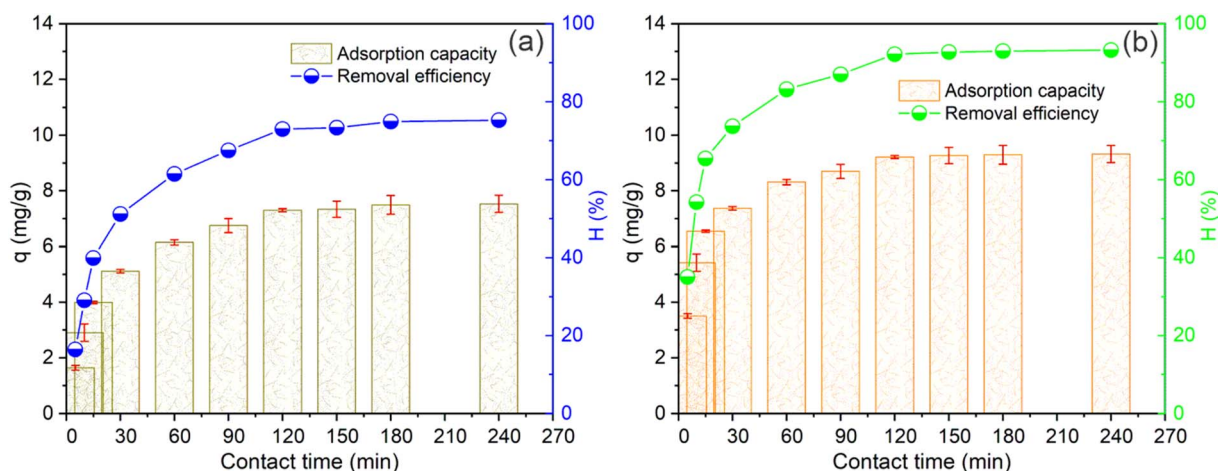 (a)
Adsorption capacity
Removal efficiency
q (mg/g)
14
12
10
8
6
4
2
0
H (%)
100
80
60
40
20
0
0 30 60 90 120 150 180 210 240 270
Contact time (min)
(b)
Adsorption capacity
Removal efficiency
q (mg/g)
14
12
10
8
6
4
2
0
H (%)
100
80
60
40
20
0
0 30 60 90 120 150 180 210 240 270
Contact time (min)